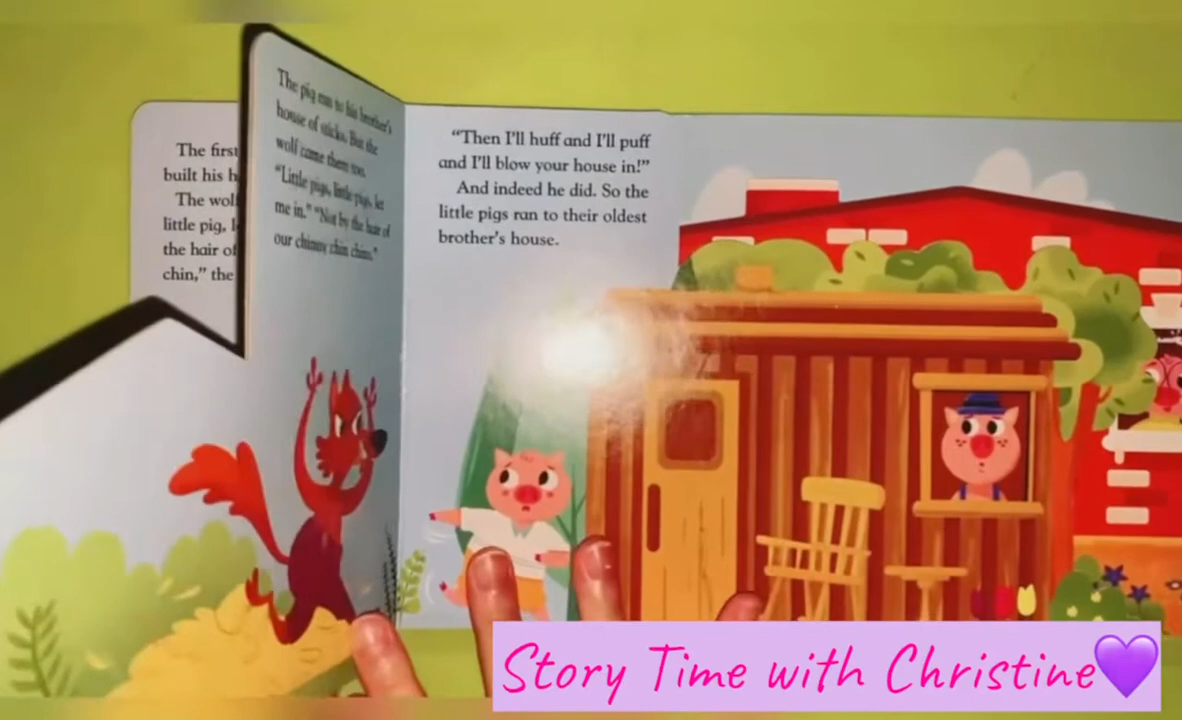 The first
built his h
The wol
little pig, l
the hair of
chin," the
The pig ran to his brother's
house of sticks. But the
wolf came there too.
"Little pigs, little pigs, let
me in." "Not by the hair of
our chinny chin chins."
"Then I'll huff and I'll puff
and I'll blow your house in!"
And indeed he did. So the
little pigs ran to their oldest
brother's house.
Story Time with Christine💜